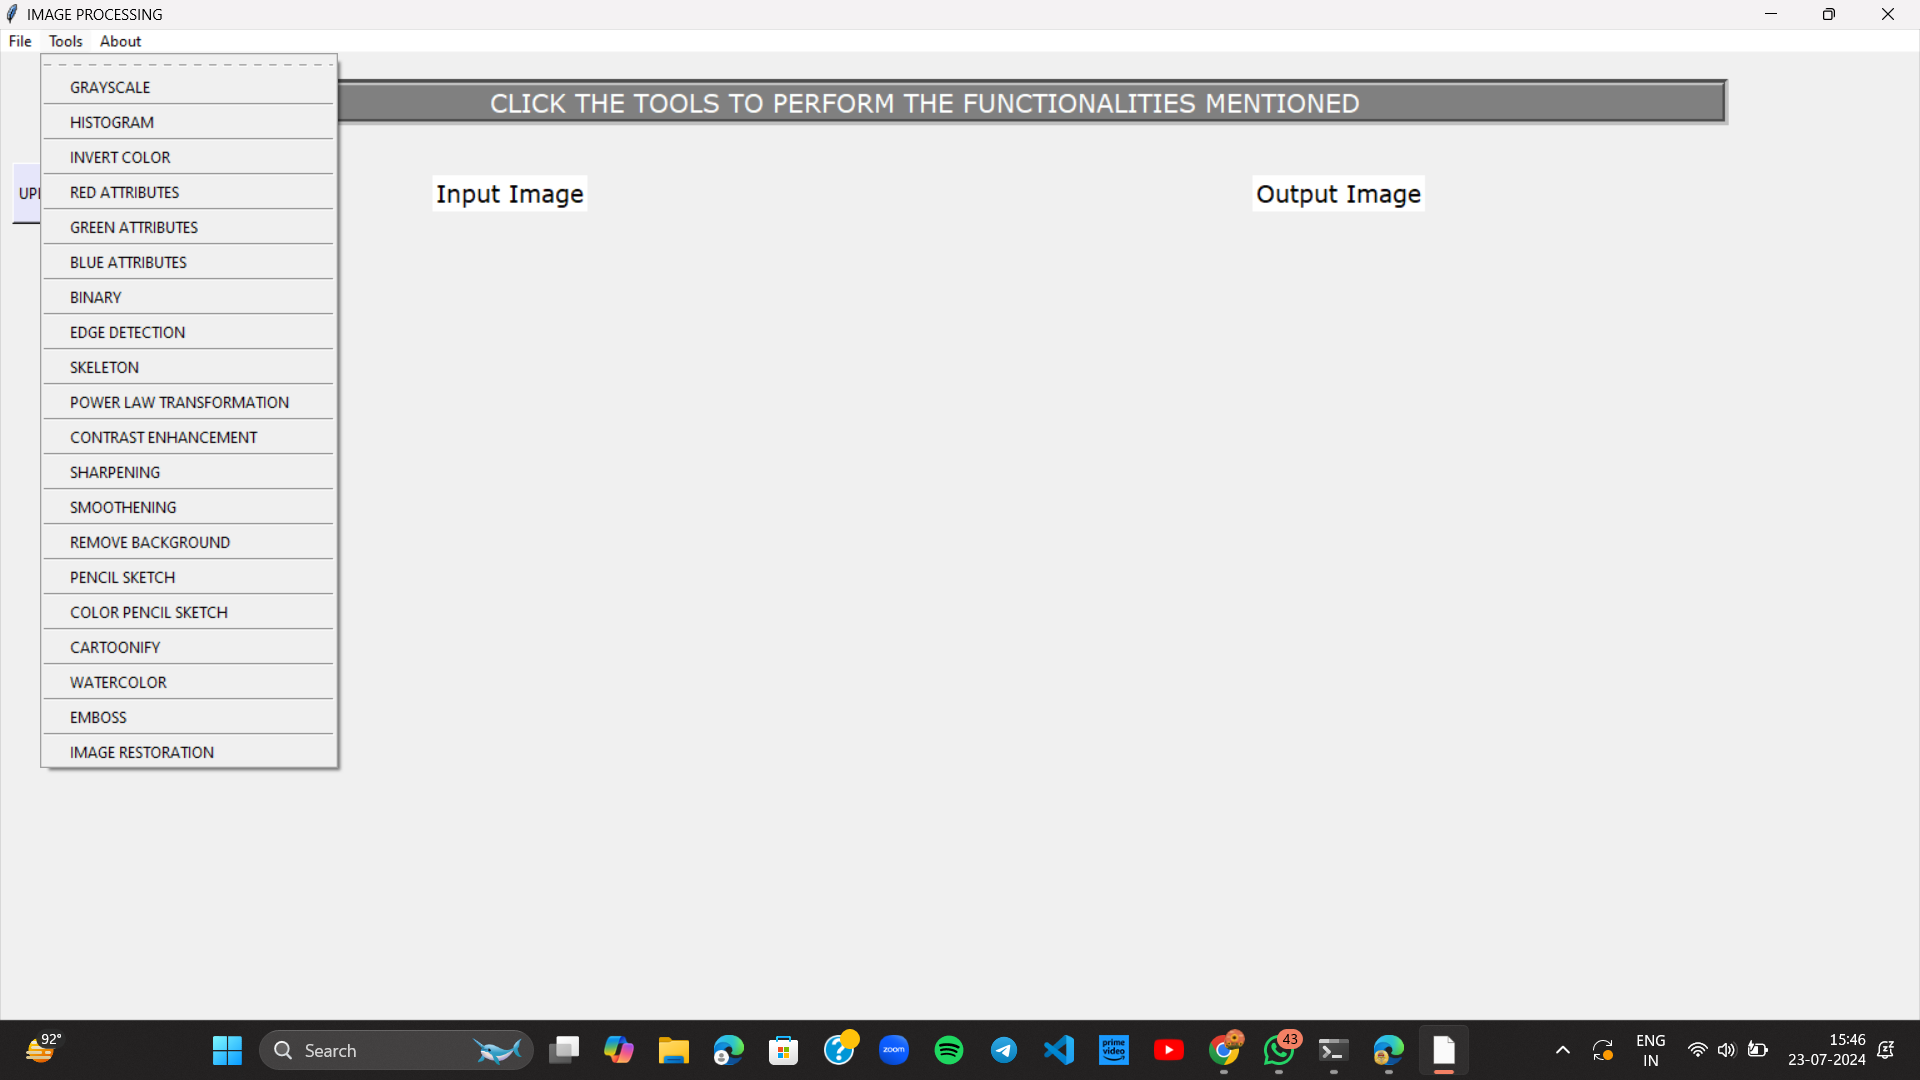 IMAGE PROCESSING
File Tools About
CLICK THE TOOLS TO PERFORM THE FUNCTIONALITIES MENTIONED
GRAYSCALE
HISTOGRAM
INVERT COLOR
RED ATTRIBUTES
GREEN ATTRIBUTES
BLUE ATTRIBUTES
BINARY
EDGE DETECTION
SKELETON
POWER LAW TRANSFORMATION
CONTRAST ENHANCEMENT
SHARPENING
SMOOTHENING
REMOVE BACKGROUND
PENCIL SKETCH
COLOR PENCIL SKETCH
CARTOONIFY
WATERCOLOR
EMBOSS
IMAGE RESTORATION
Input Image
Output Image
92°
Search
zoom
prime
video
43
ENG
IN
15:46
23-07-2024